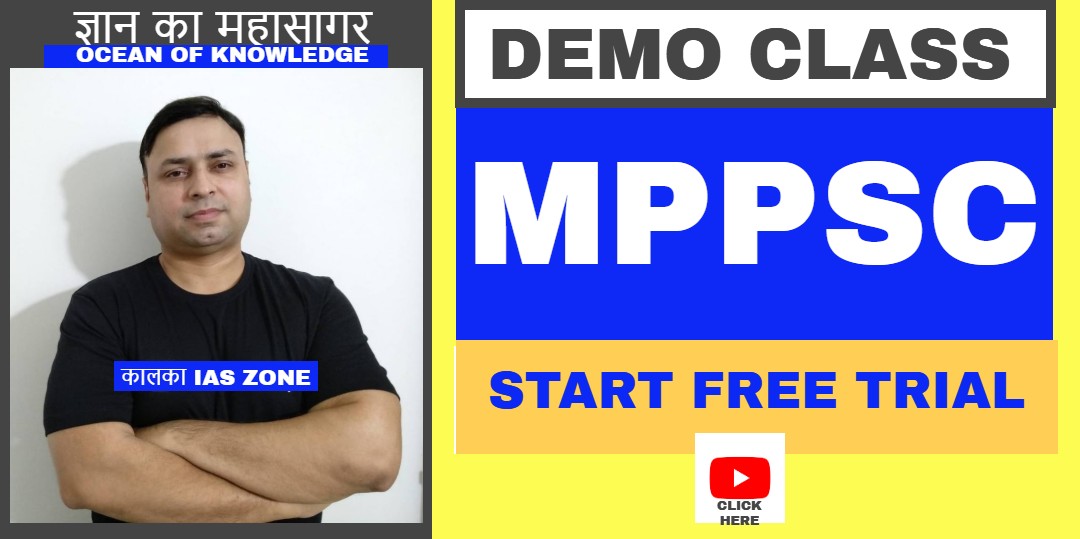 ज्ञान का महासागर
OCEAN OF KNOWLEDGE
कालका IAS ZONE
DEMO CLASS
MPPSC
START FREE TRIAL
CLICK
HERE